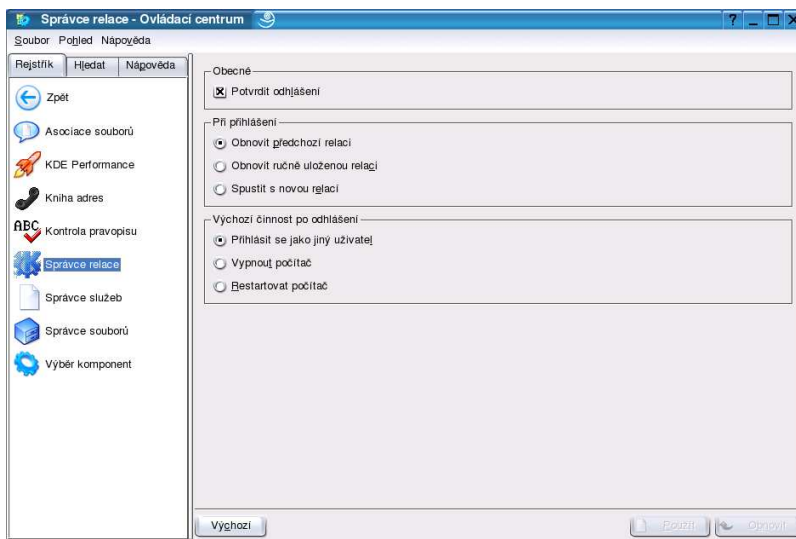 Správce relace - Ovládací centrum
Soubor Pohled Nápověda
Rejstřík Hledat Nápověda
Zpět
Asociace souborů
KDE Performance
Kniha adres
ABC Kontrola pravopisu
Správce relace
Správce služeb
Správce souborů
Výběr komponent
Obecné
Potvrdit odhlášení
Při přihlášení
Obnovit předchozí relaci
Obnovit ručně uloženou relaci
Spustit s novou relací
Výchozí činnost po odhlášení
Přihlásit se jako jiný uživatel
Vypnout počítač
Restartovat počítač
Výchozí Použít Obnovit